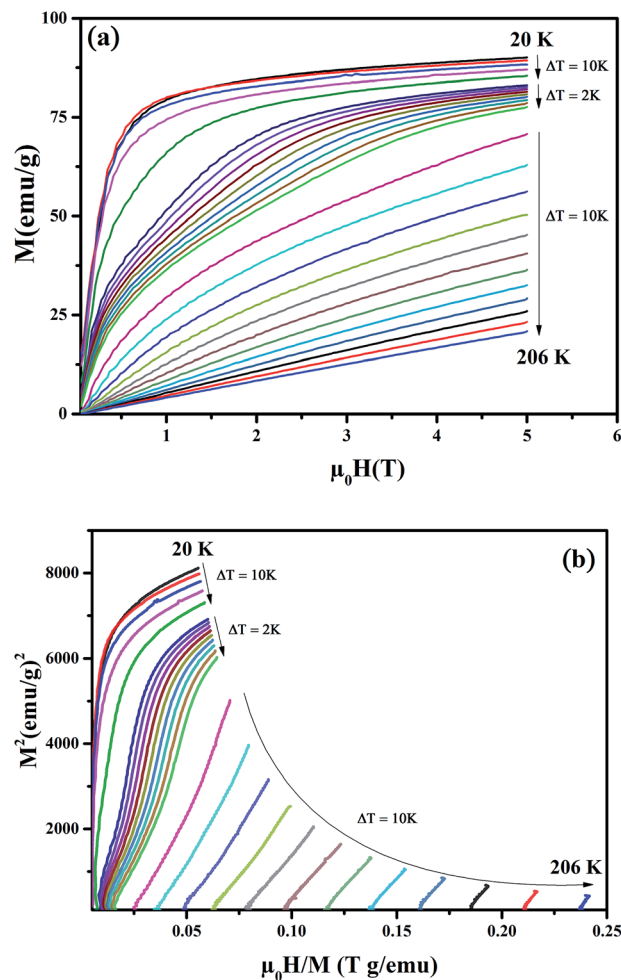 (a)
100
75
50
25
0
M(emu/g)
20 K
ΔT = 10K
ΔT = 2K
ΔT = 10K
206 K
1 2 3 4 5 6
μ₀H(T)
(b)
8000
6000
4000
2000
M²(emu/g)²
20 K
ΔT = 10K
ΔT = 2K
ΔT = 10K
206 K
0.05 0.10 0.15 0.20 0.25
μ₀H/M (T g/emu)